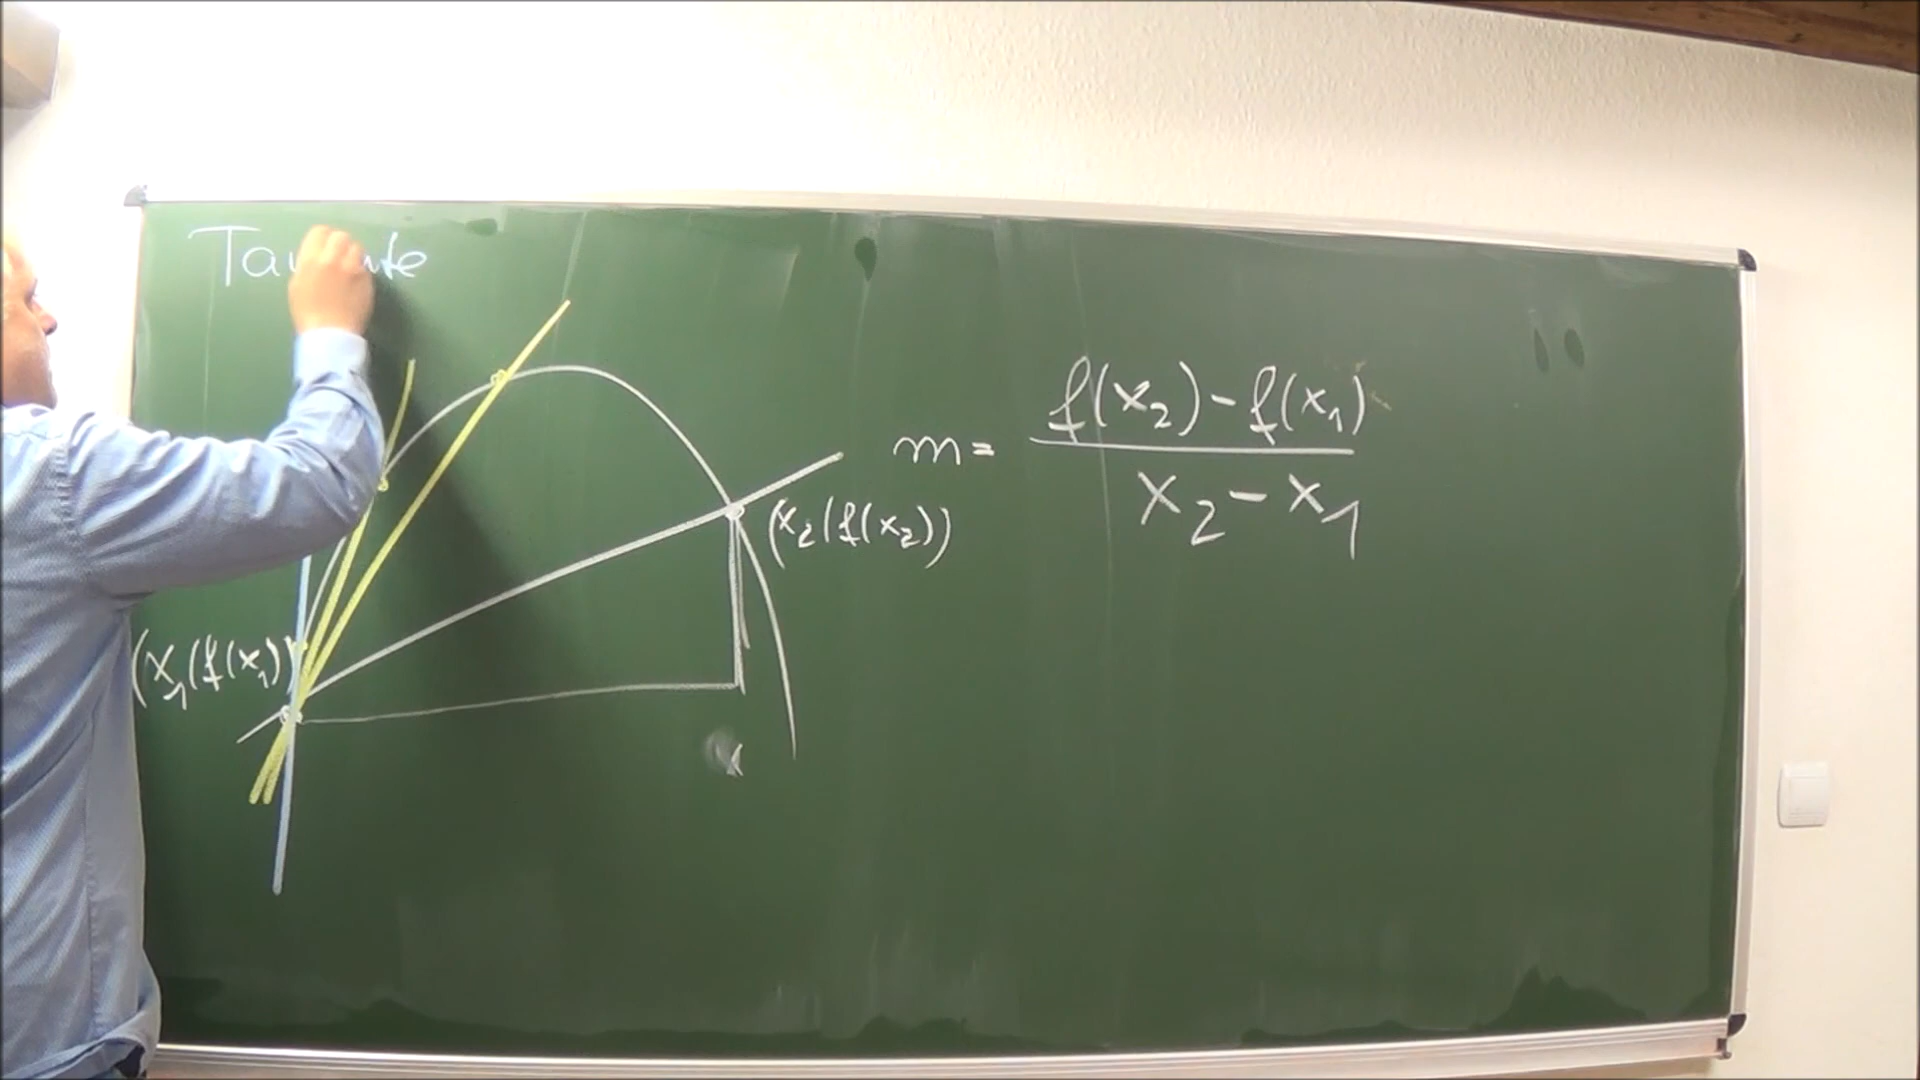 m = f(x₂) - f(x₁) / x₂ - x₁
(x₂ | f(x₂))
(x₁ | f(x₁))